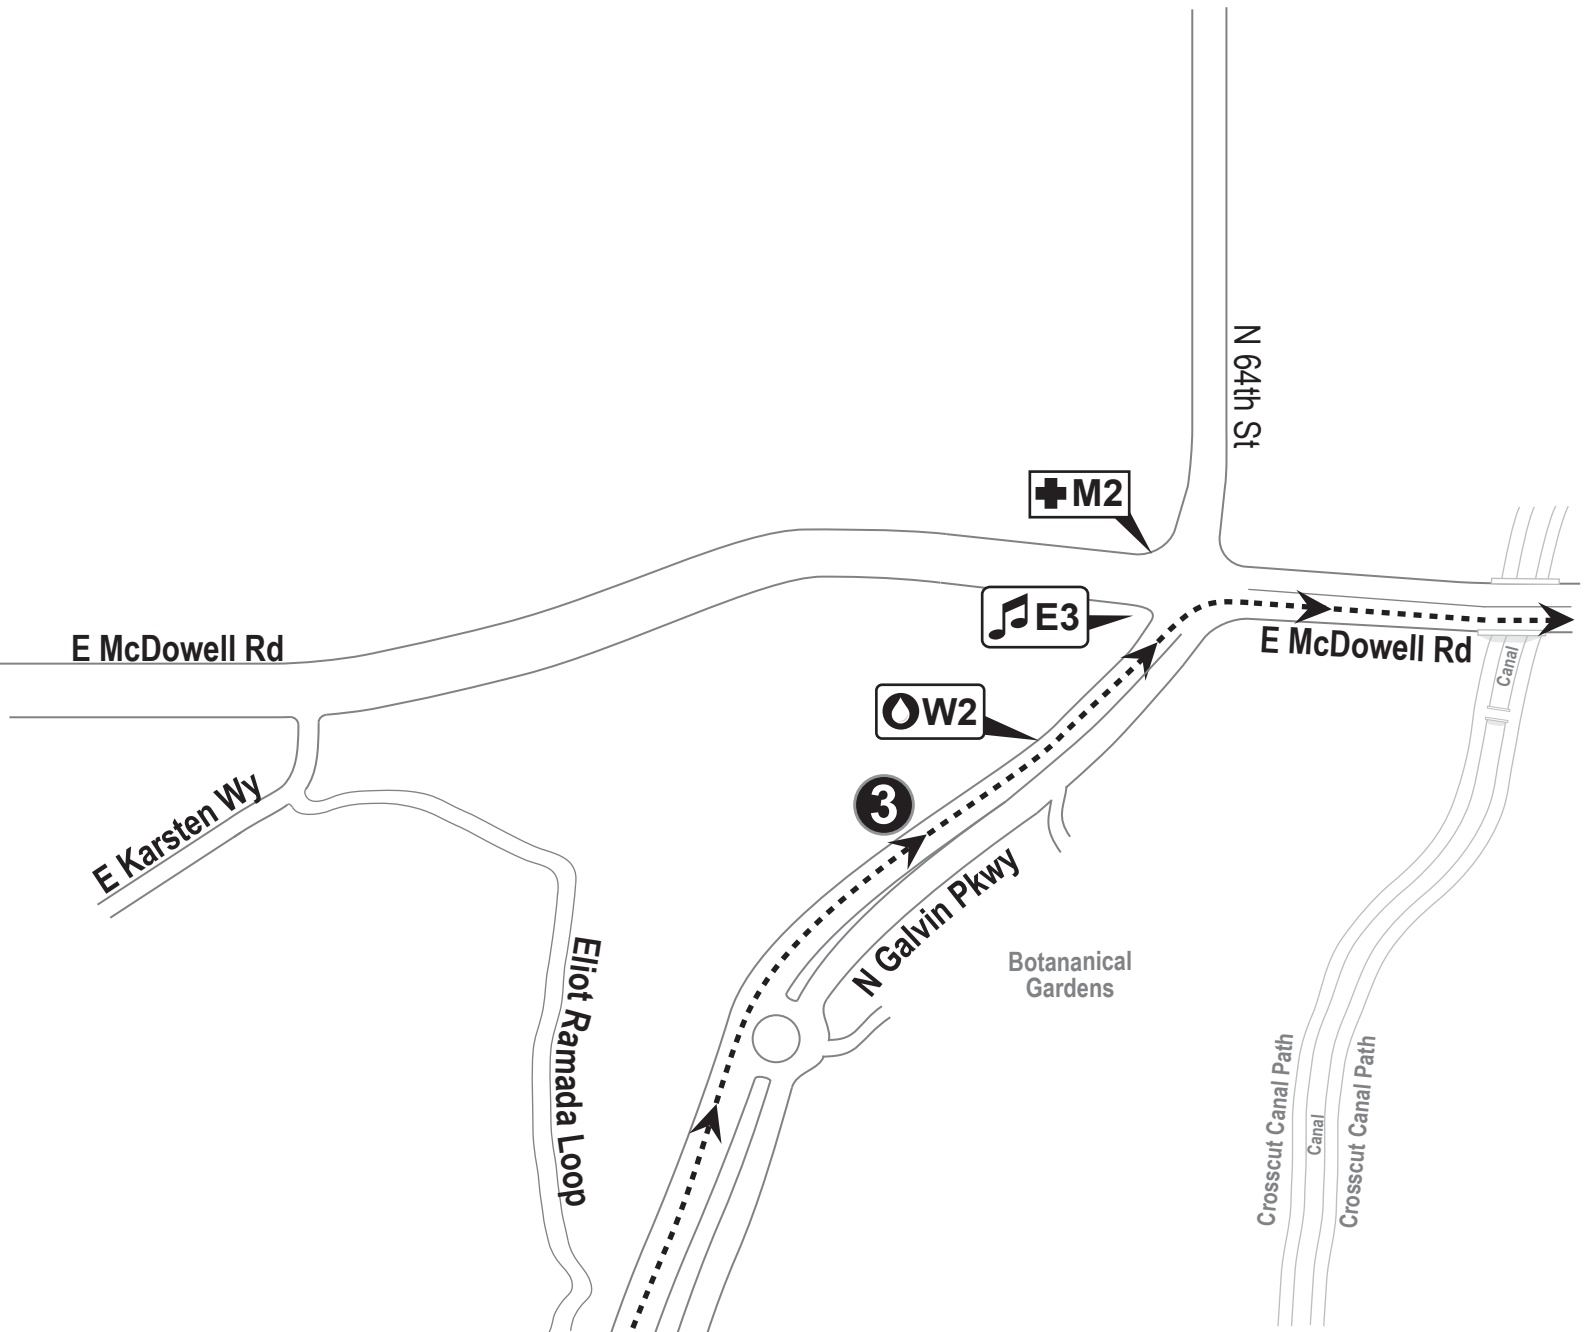 N 64th St
M2
E3
E McDowell Rd
E McDowell Rd
Canal
W2
3
E Karsten Wy
N Galvin Pkwy
Eliot Ramada Loop
Botananical
Gardens
Crosscut Canal Path
Canal
Crosscut Canal Path